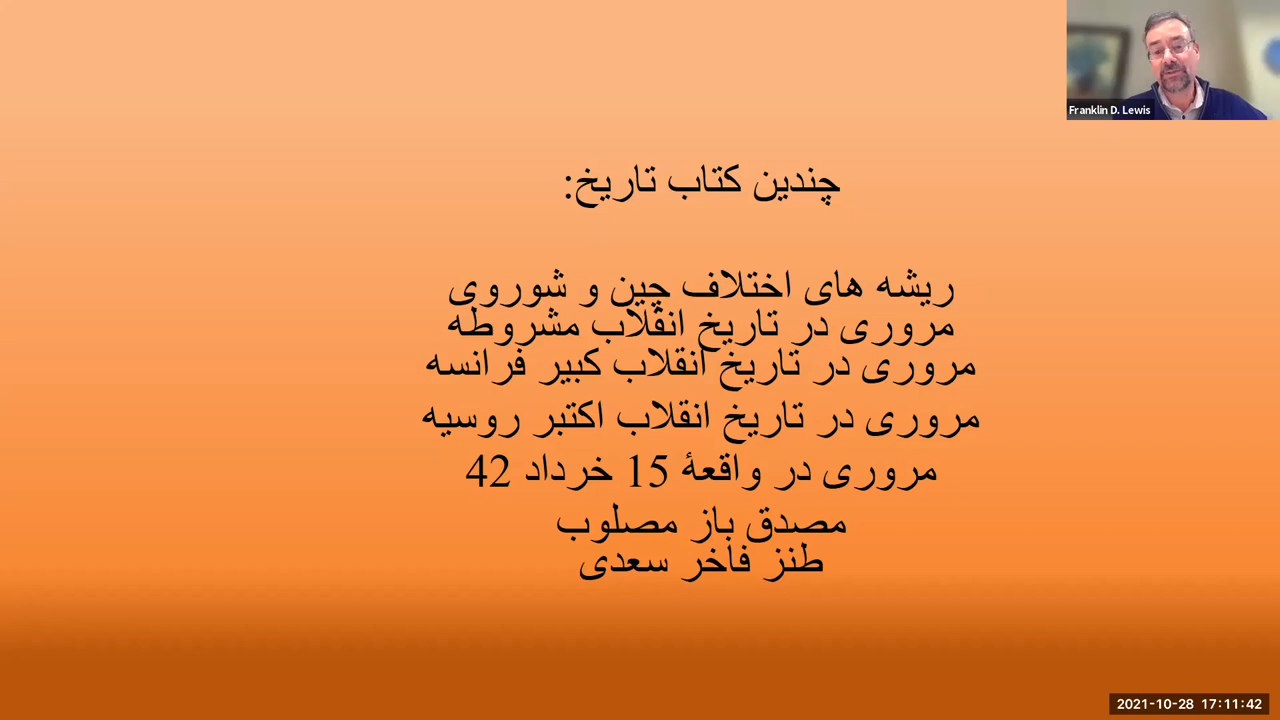 Franklin D. Lewis
چندین کتاب تاریخ:
ریشه های اختلاف چین و شوروی
مروری در تاریخ انقلاب مشروطه
مروری در تاریخ انقلاب کبیر فرانسه
مروری در تاریخ انقلاب اکتبر روسیه
مروری در واقعۀ 15 خرداد 42
مصدق باز مصلوب
طنز فاخر سعدی
2021-10-28 17:11:42